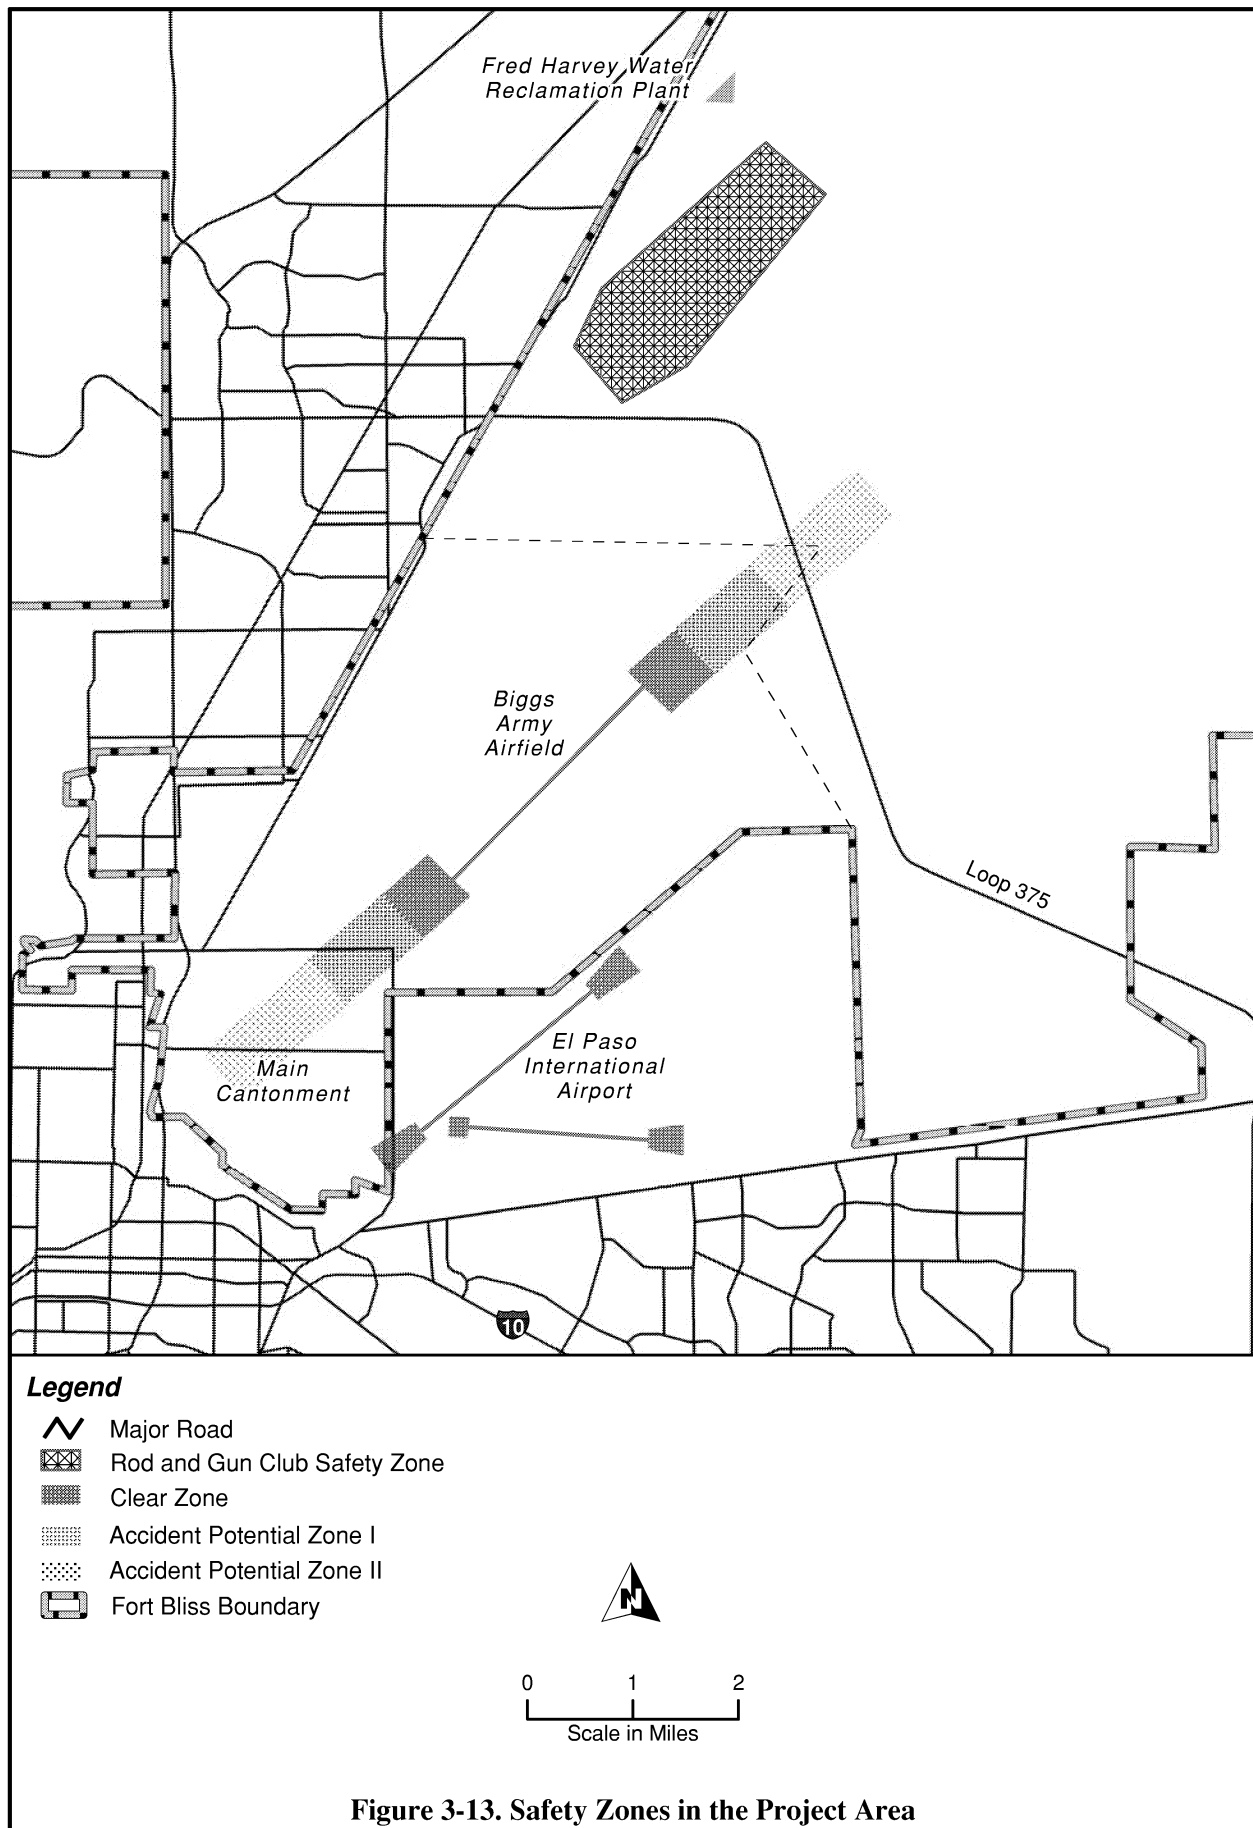 Fred Harvey Water
Reclamation Plant
Biggs
Army
Airfield
Loop 375
El Paso
International
Airport
Main
Cantonment
10
Legend
Major Road
Rod and Gun Club Safety Zone
Clear Zone
Accident Potential Zone I
Accident Potential Zone II
Fort Bliss Boundary
N
0 1 2
Scale in Miles
Figure 3-13. Safety Zones in the Project Area